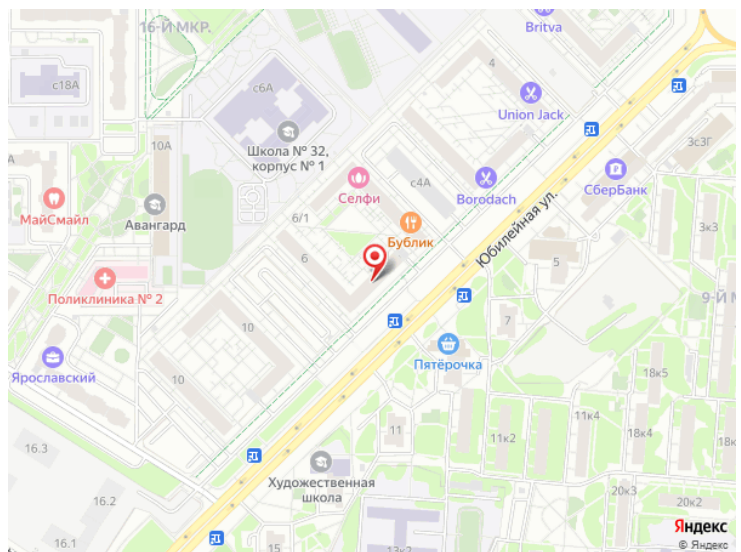 Britva
16-Й МКР.
4
с18А
с6А
Union Jack
10А
Школа № 32,
корпус № 1
3с3Г
с4А
СберБанк
МайСмайл
Селфи
Borodach
Авангард
6/1
Бублик
Юбилейная ул.
3к3
6
5
Поликлиника № 2
9-Й М
10
7
Ярославский
Пятёрочка
10
18к5
11к4
11
18к4
11к2
16.3
Художественная
школа
20к3
16.2
20к2
Яндекс
16.1
15
13к2
© Яндекс